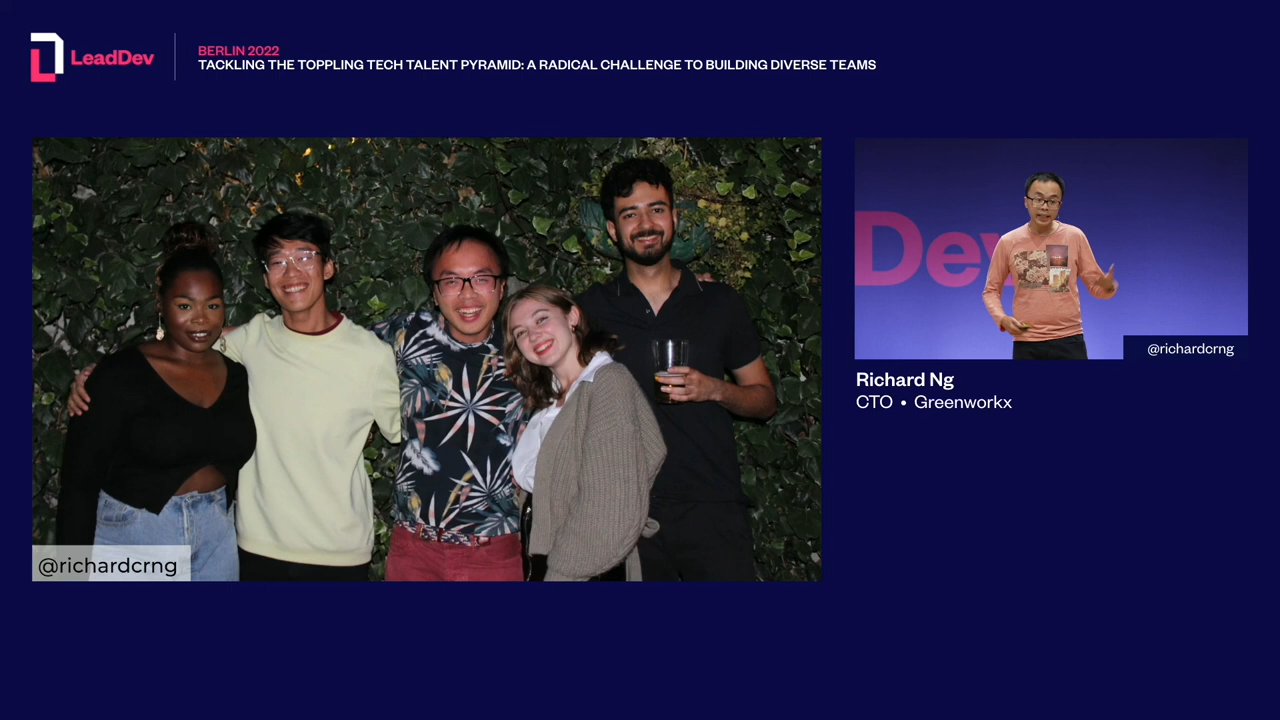 LeadDev
BERLIN 2022
TACKLING THE TOPPLING TECH TALENT PYRAMID: A RADICAL CHALLENGE TO BUILDING DIVERSE TEAMS
@richardcrng
Dev
@richardcrng
Richard Ng
CTO • Greenworkx